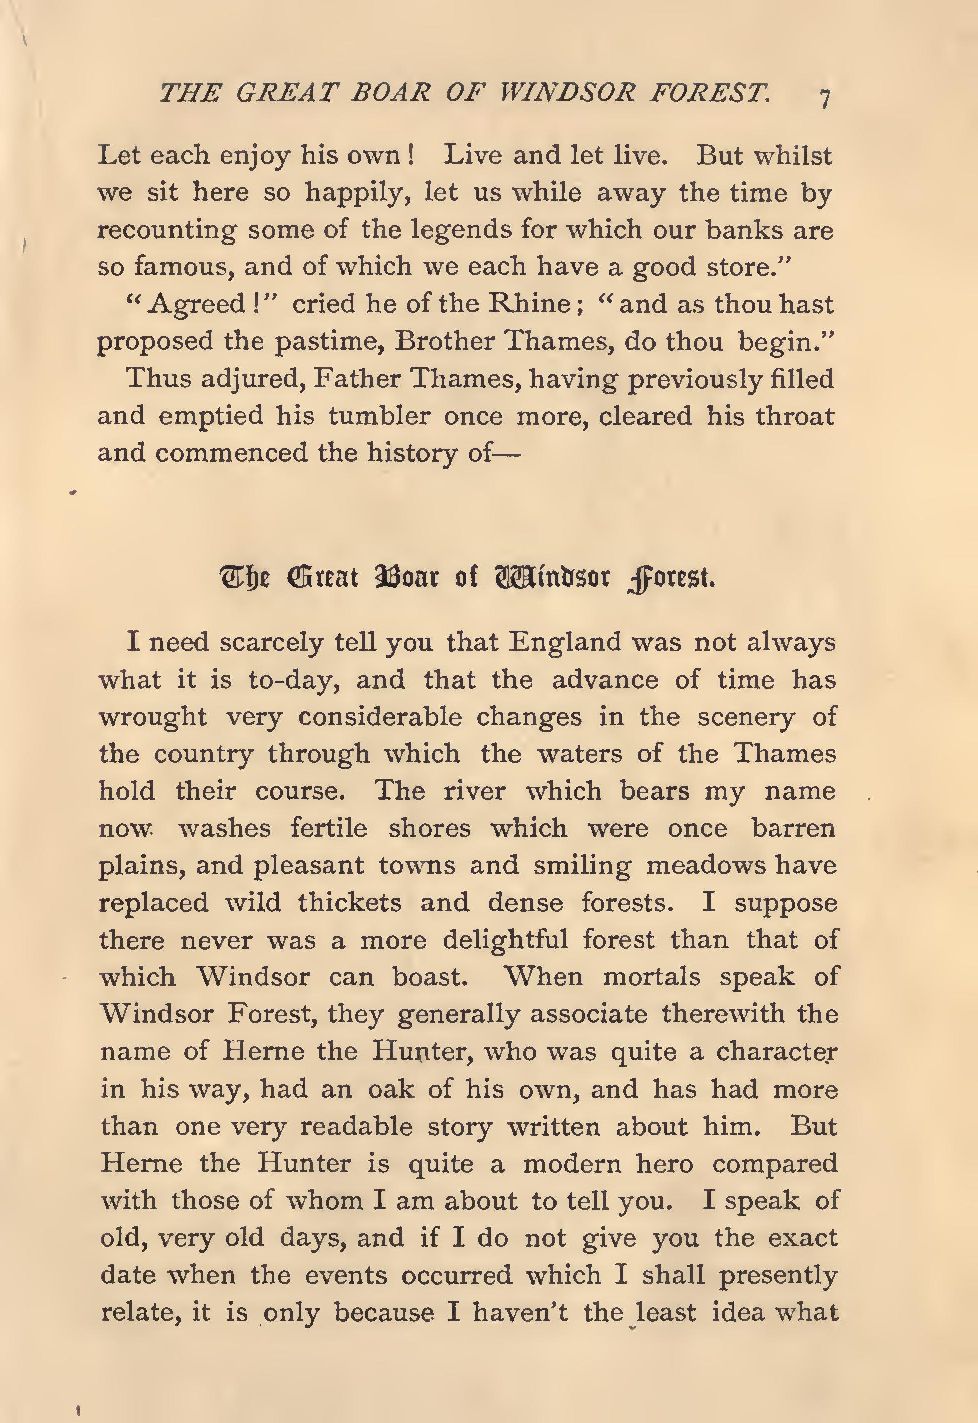 THE GREAT BOAR OF WINDSOR FOREST. 7
Let each enjoy his own! Live and let live. But whilst
we sit here so happily, let us while away the time by
recounting some of the legends for which our banks are
so famous, and of which we each have a good store."
"Agreed!" cried he of the Rhine; "and as thou hast
proposed the pastime, Brother Thames, do thou begin."
Thus adjured, Father Thames, having previously filled
and emptied his tumbler once more, cleared his throat
and commenced the history of—
The Great Boar of Windsor Forest.
I need scarcely tell you that England was not always
what it is to-day, and that the advance of time has
wrought very considerable changes in the scenery of
the country through which the waters of the Thames
hold their course. The river which bears my name
now washes fertile shores which were once barren
plains, and pleasant towns and smiling meadows have
replaced wild thickets and dense forests. I suppose
there never was a more delightful forest than that of
which Windsor can boast. When mortals speak of
Windsor Forest, they generally associate therewith the
name of Herne the Hunter, who was quite a character
in his way, had an oak of his own, and has had more
than one very readable story written about him. But
Herne the Hunter is quite a modern hero compared
with those of whom I am about to tell you. I speak of
old, very old days, and if I do not give you the exact
date when the events occurred which I shall presently
relate, it is only because I haven't the least idea what